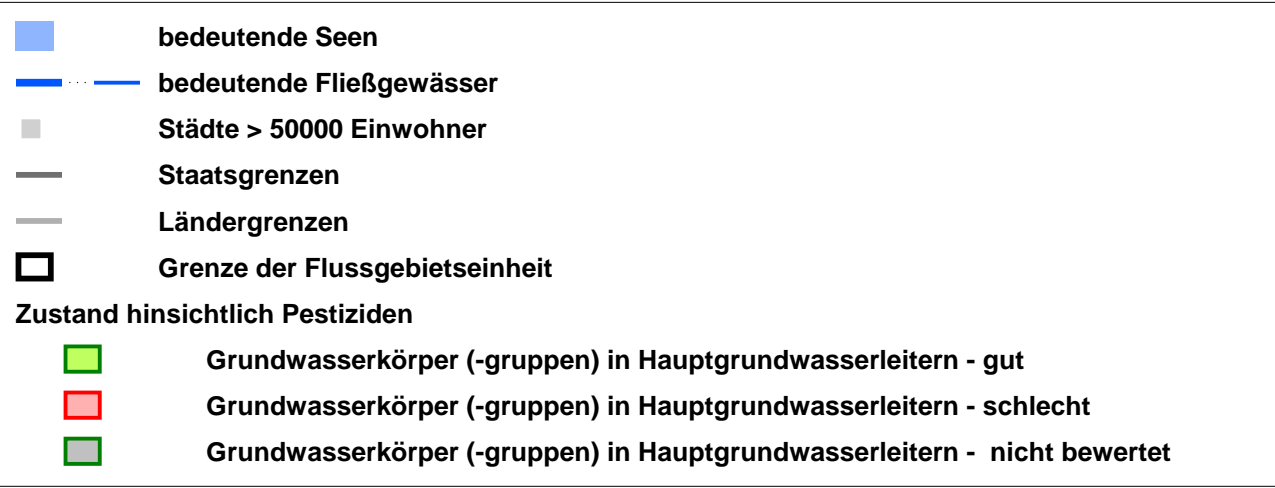 bedeutende Seen
bedeutende Fließgewässer
Städte > 50000 Einwohner
Staatsgrenzen
Ländergrenzen
Grenze der Flussgebietseinheit
Zustand hinsichtlich Pestiziden
Grundwasserkörper (-gruppen) in Hauptgrundwasserleitern - gut
Grundwasserkörper (-gruppen) in Hauptgrundwasserleitern - schlecht
Grundwasserkörper (-gruppen) in Hauptgrundwasserleitern -  nicht bewertet